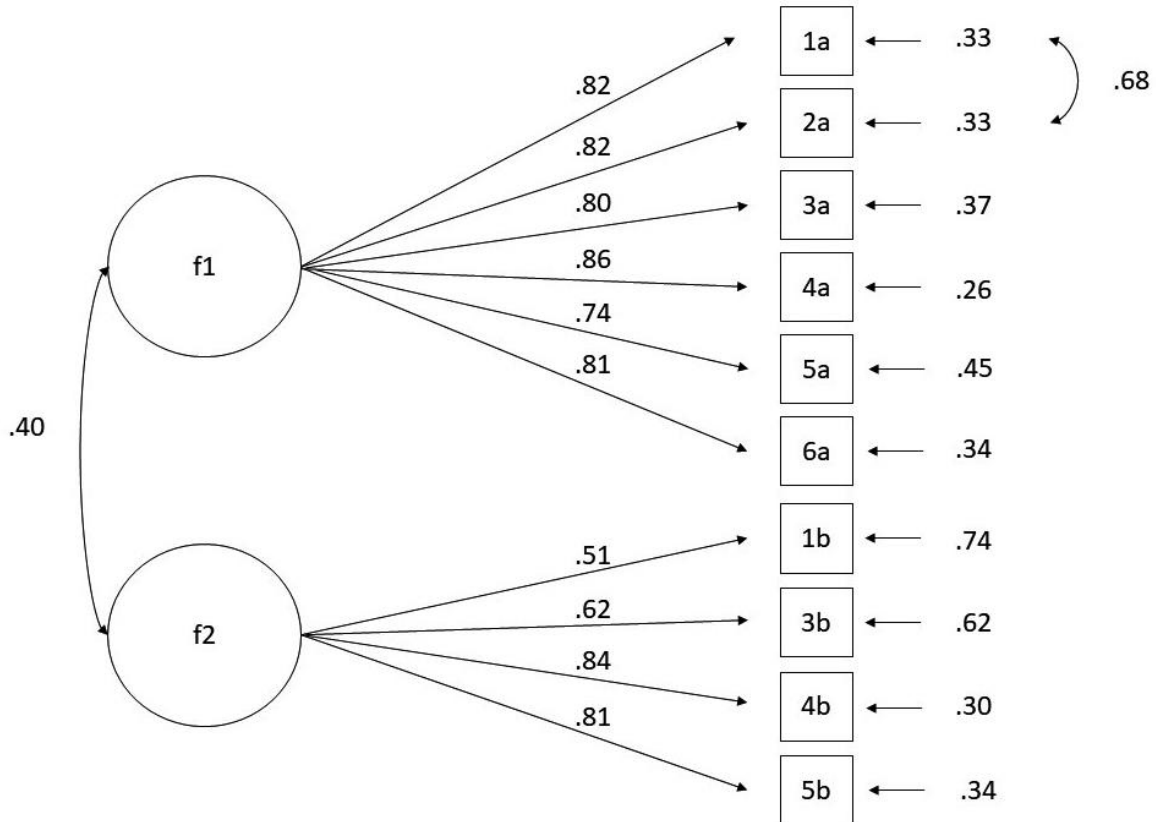 1a
.33
.68
.82
2a
.33
.82
3a
.37
.80
.86
4a
.26
f1
.74
5a
.45
.81
6a
.34
.40
1b
.74
.51
.62
3b
.62
f2
.84
4b
.30
.81
5b
.34